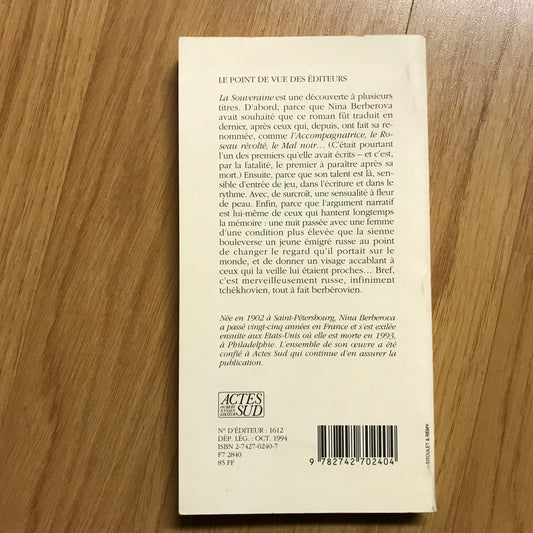 LE POINT DE VUE DES ÉDITEURS
La Souveraine est une découverte à plusieurs
titres. D'abord, parce que Nina Berberova
avait souhaité que ce roman fût traduit en
dernier, après ceux qui, depuis, ont fait sa re-
nommée, comme l'Accompagnatrice, le Ro-
seau révolté, le Mal noir... (C'était pourtant
l'un des premiers qu'elle avait écrits – et c'est,
par la fatalité, le premier à paraître après sa
mort.) Ensuite, parce que son talent est là, sen-
sible d'entrée de jeu, dans l'écriture et dans le
rythme. Avec, de surcroît, une sensualité à fleur
de peau. Enfin, parce que l'argument narratif
est lui-même de ceux qui hantent longtemps
la mémoire : une nuit passée avec une femme
d'une condition plus élevée que la sienne
bouleverse un jeune émigré russe au point
de changer le regard qu'il portait sur le
monde, et de donner un visage accablant à
ceux qui la veille lui étaient proches... Bref,
c'est merveilleusement russe, infiniment
tchékhovien, tout à fait berbérovien.
Née en 1902 à Saint-Pétersbourg, Nina Berberova
a passé vingt-cinq années en France et s'est exilée
ensuite aux Etats-Unis où elle est morte en 1993,
à Philadelphie. L'ensemble de son œuvre a été
confié à Actes Sud qui continue d'en assurer la
publication.
ACTES
HUBERT
NYSSEN
EDITEUR
SUD
N° D'ÉDITEUR : 1612
DÉP. LÉG. : OCT. 1994
ISBN 2-7427-0240-7
F7 2840
85 FF
9 782742 702404
TITOULET & RÉMY